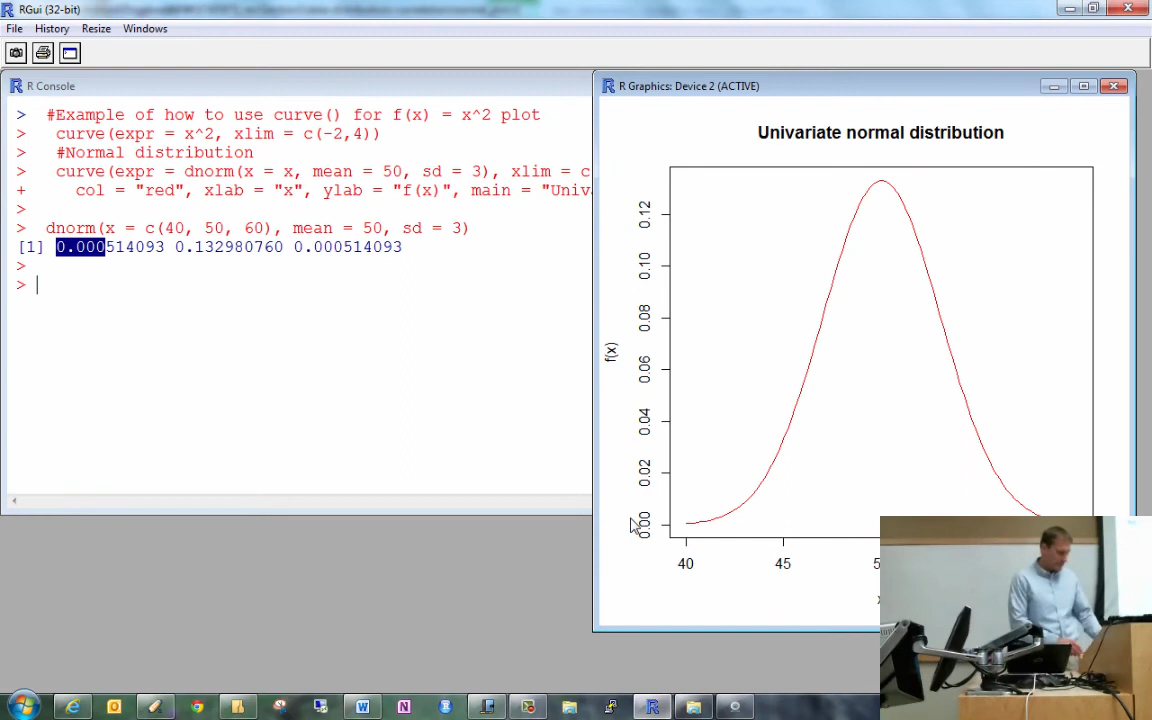 RGui (32-bit)
File History Resize Windows
R Console
> #Example of how to use curve() for f(x) = x^2 plot
> curve(expr = x^2, xlim = c(-2,4))
> #Normal distribution
> curve(expr = dnorm(x = x, mean = 50, sd = 3), xlim = c
+ col = "red", xlab = "x", ylab = "f(x)", main = "Univ
>
> dnorm(x = c(40, 50, 60), mean = 50, sd = 3)
[1] 0.000514093 0.132980760 0.000514093
>
>
R Graphics: Device 2 (ACTIVE)
Univariate normal distribution
f(x)
0.12
0.10
0.08
0.06
0.04
0.02
0.00
40 45